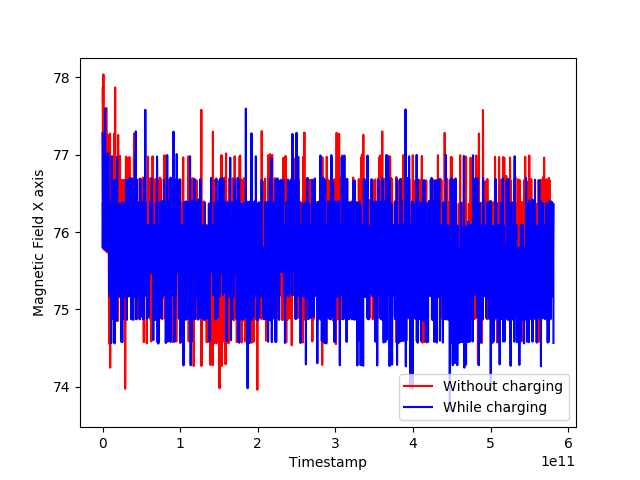 78
77
76
75
74
Magnetic Field X axis
0
1
2
3
4
5
6
1e11
Timestamp
Without charging
While charging